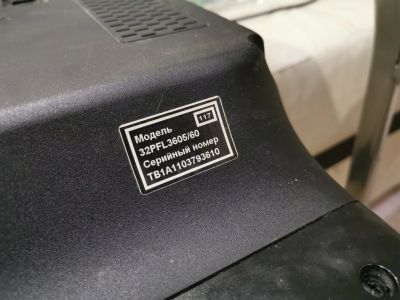 117
Модель
32PFL3605/60
Серийный номер
TB1A1103793610